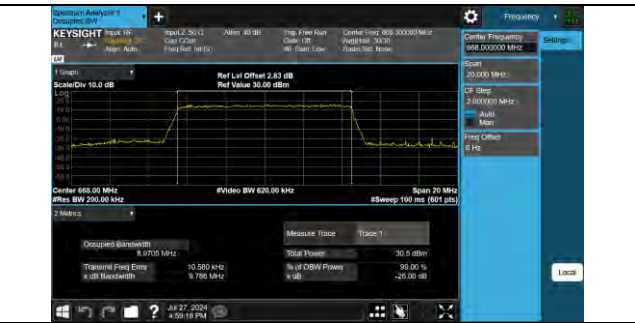 Spectrum Analyzer 1
Occupied BW
Frequency
KEYSIGHT Input: RF
Input Z: 50 Ω
Atten: 40 dB
Trig: Free Run
Center Freq: 668.000000 MHz
Gate: Off
Avg|Hold: 30/30
Align: Auto
Freq Ref: Int (S)
#IF Gain: Low
Radio Std: None
Center Frequency
668.000000 MHz
Settings
Span
20.000 MHz
CF Step
2.000000 MHz
Auto
Man
Freq Offset
0 Hz
1 Graph
Scale/Div 10.0 dB
Ref Lvl Offset 2.83 dB
Ref Value 30.00 dBm
Log
Center 668.00 MHz
#Video BW 620.00 kHz
Span 20 MHz
#Res BW 200.00 kHz
#Sweep 100 ms (601 pts)
2 Metrics
Measure Trace
Trace 1
Occupied Bandwidth
8.9705 MHz
Total Power
30.5 dBm
Transmit Freq Error
10.580 kHz
% of OBW Power
99.00 %
x dB Bandwidth
9.786 MHz
x dB
-26.00 dB
Local
Jul 27, 2024
4:59:16 PM